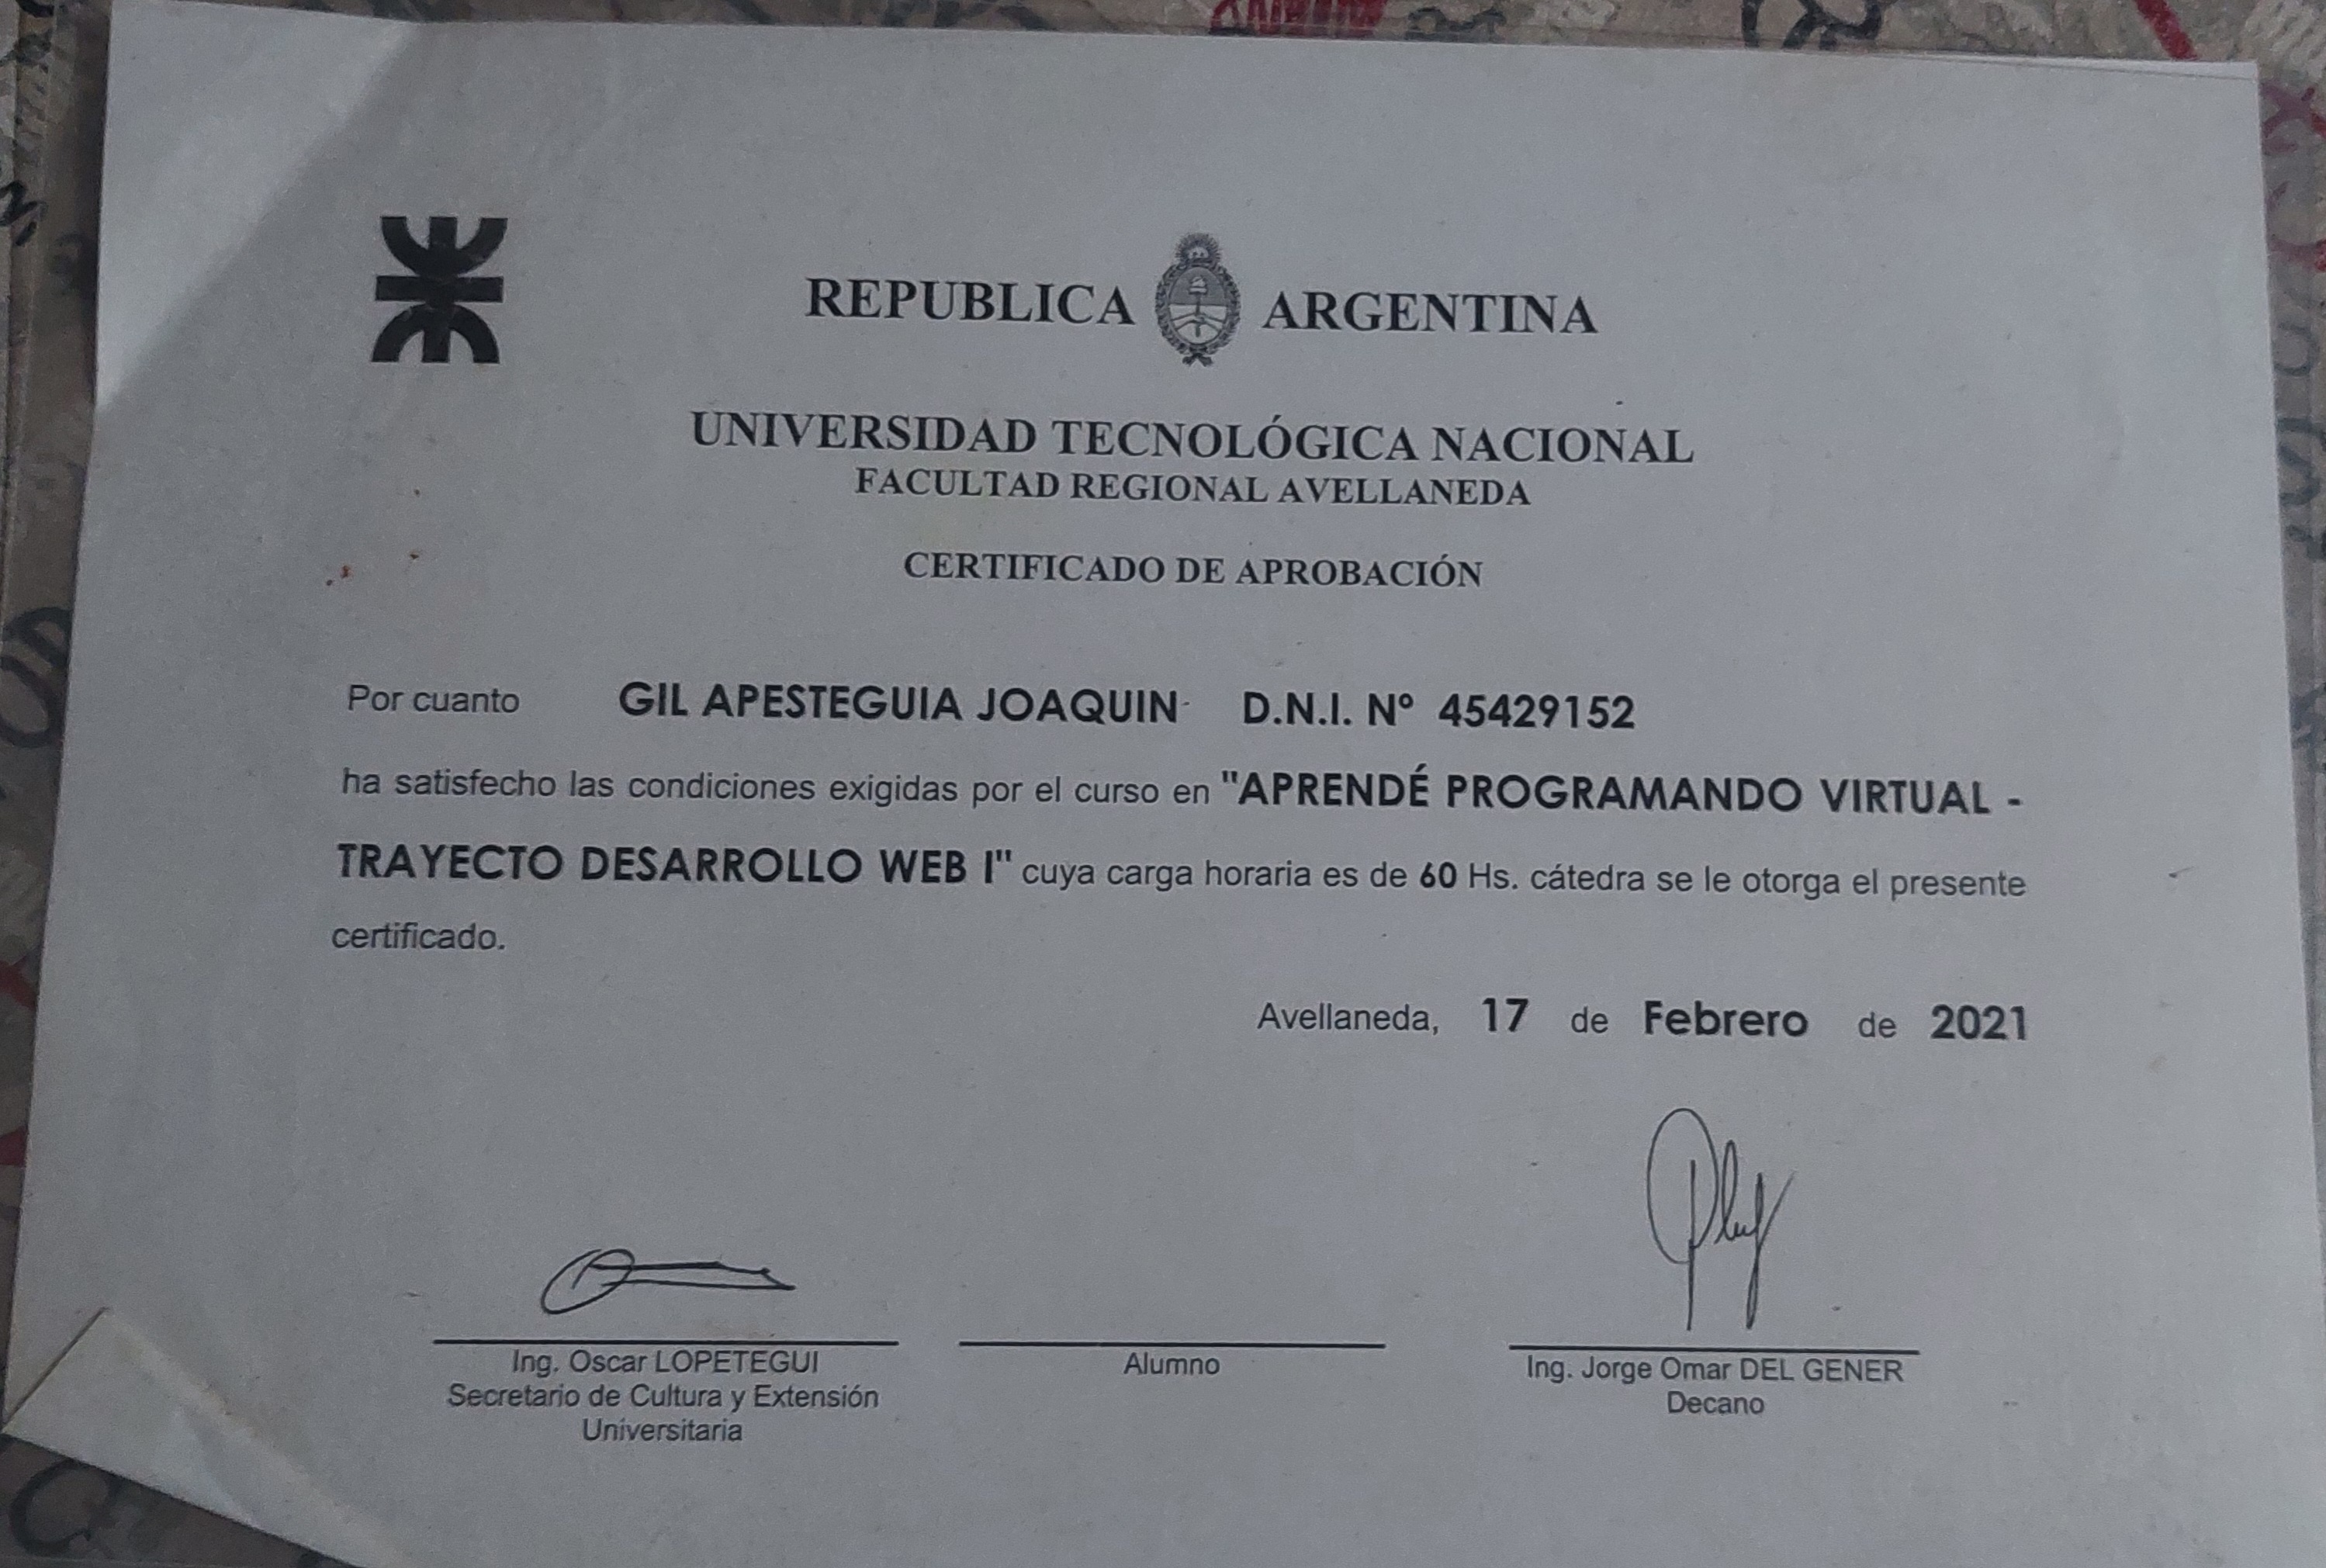 REPUBLICA ARGENTINA
UNIVERSIDAD TECNOLÓGICA NACIONAL
FACULTAD REGIONAL AVELLANEDA
CERTIFICADO DE APROBACIÓN
Por cuanto GIL APESTEGUIA JOAQUIN D.N.I. Nº 45429152
ha satisfecho las condiciones exigidas por el curso en "APRENDÉ PROGRAMANDO VIRTUAL -
TRAYECTO DESARROLLO WEB I" cuya carga horaria es de 60 Hs. cátedra se le otorga el presente
certificado.
Avellaneda, 17 de Febrero de 2021
Ing. Oscar LOPETEGUI
Secretario de Cultura y Extensión
Universitaria
Alumno
Ing. Jorge Omar DEL GENER
Decano